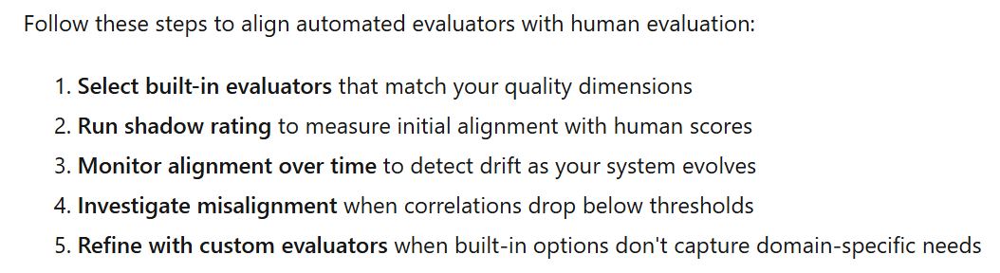 Follow these steps to align automated evaluators with human evaluation:
1. Select built-in evaluators that match your quality dimensions
2. Run shadow rating to measure initial alignment with human scores
3. Monitor alignment over time to detect drift as your system evolves
4. Investigate misalignment when correlations drop below thresholds
5. Refine with custom evaluators when built-in options don't capture domain-specific needs